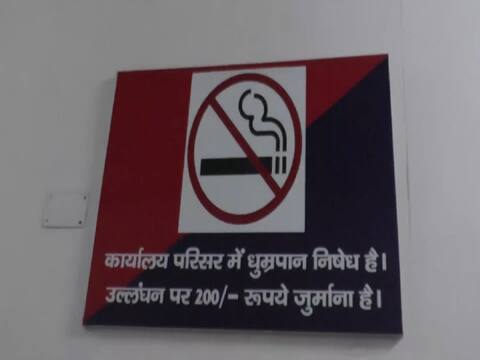 कार्यालय परिसर में धुम्रपान निषेध है।
उल्लंघन पर 200/- रूपये जुर्माना है।